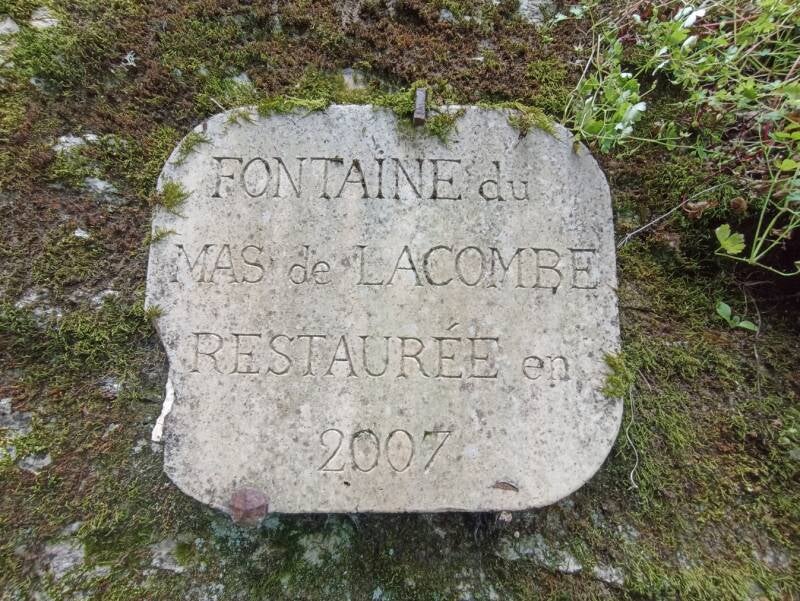 FONTAINE du
MAS de LACOMBE
RESTAURÉE en
2007